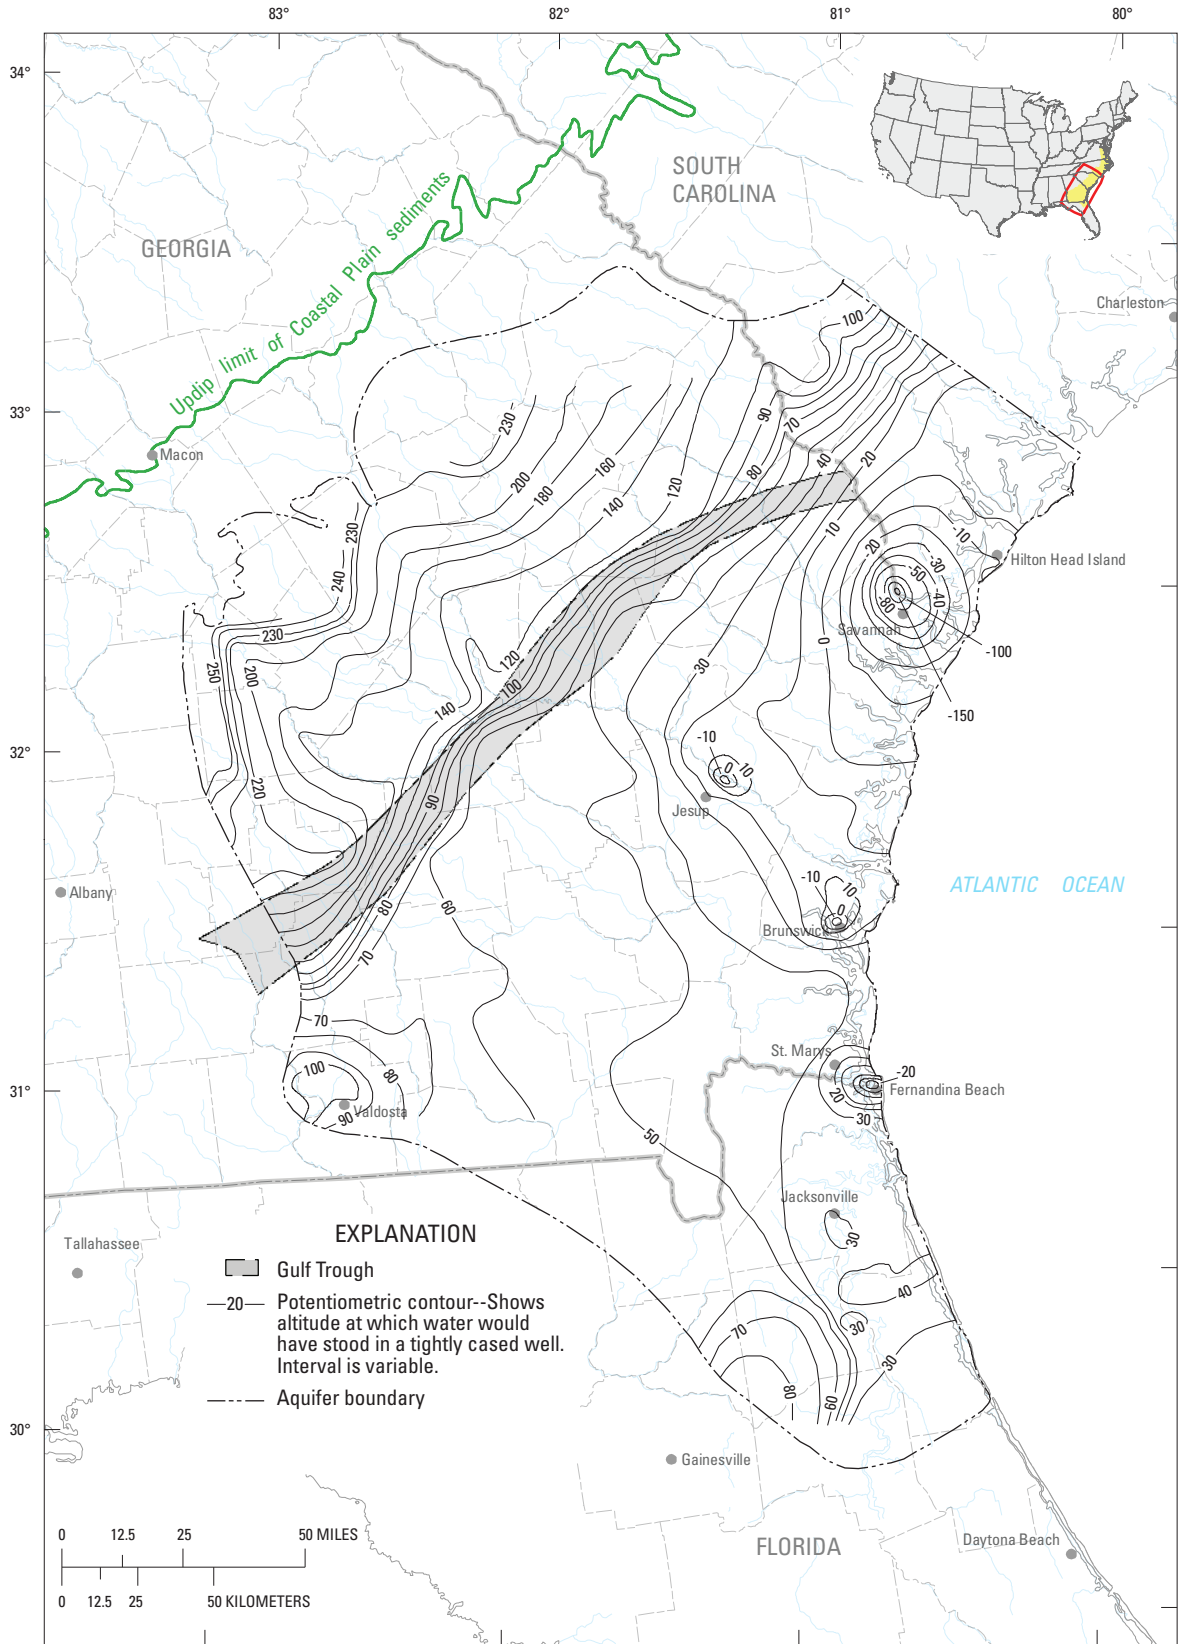 83°
82°
81°
80°
34°
SOUTH
CAROLINA
GEORGIA
Updip limit of Coastal Plain sediments
Charleston
100
33°
230
90
70
20
40
Macon
200
160
180
120
80
140
230
10
-10
-20
-30
Hilton Head Island
240
-50
-40
-80
230
Savannah
0
-100
250
200
120
30
100
140
-150
-10
32°
0
10
220
90
Jesup
-10
10
ATLANTIC OCEAN
Albany
60
80
0
Brunswick
70
70
St. Marys
100
80
-20
31°
Fernandina Beach
20
Valdosta
90
30
50
Jacksonville
EXPLANATION
30
Tallahassee
Gulf Trough
40
20
Potentiometric contour--Shows
altitude at which water would
have stood in a tightly cased well.
Interval is variable.
70
30
30
Aquifer boundary
80
60
30°
Gainesville
0
12.5
25
50 MILES
FLORIDA
Daytona Beach
0
12.5
25
50 KILOMETERS